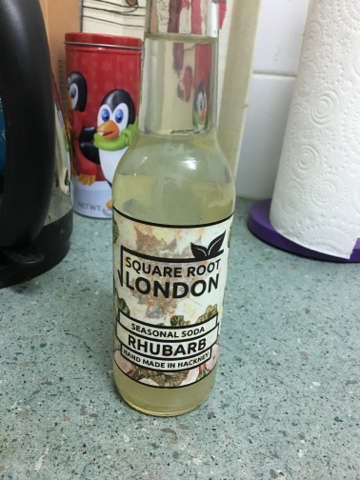 SQUARE ROOT
LONDON
SEASONAL SODA
RHUBARB
HAND MADE IN HACKNEY